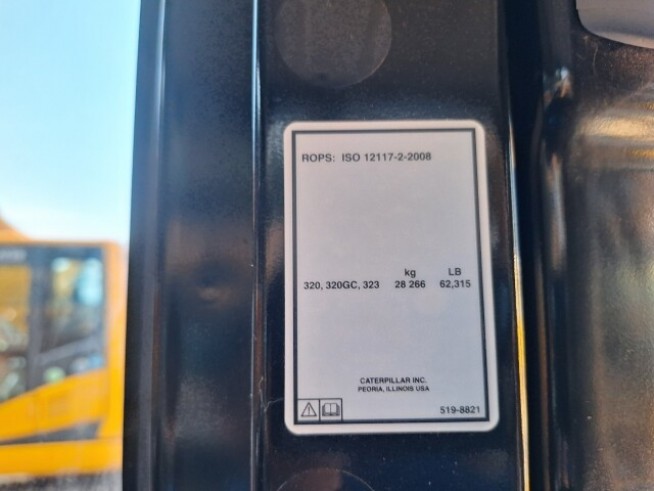 ROPS: ISO 12117-2-2008
kg LB
320, 320GC, 323 28 266 62,315
CATERPILLAR INC.
PEORIA, ILLINOIS USA
519-8821